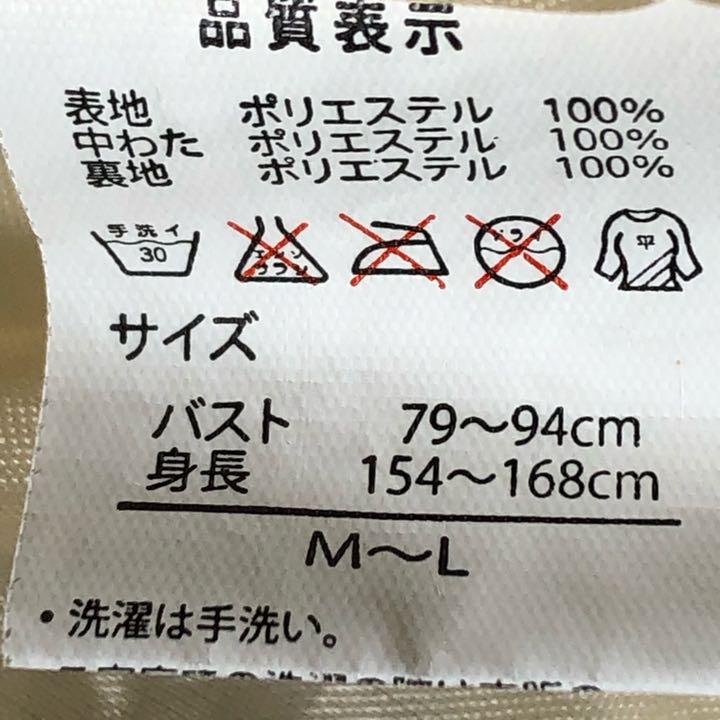 品質表示
表地 ポリエステル 100%
中わた ポリエステル 100%
裏地 ポリエステル 100%
手洗イ 30 エンソ サラシ ドライ 平
サイズ
バスト 79～94cm
身長 154～168cm
M～L
・洗濯は手洗い。